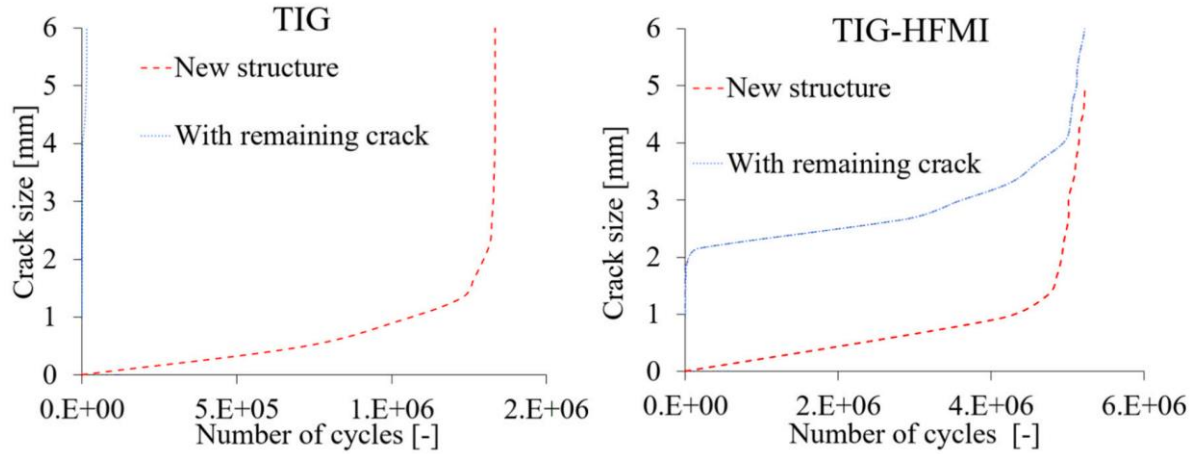 TIG
6
5
4
3
2
1
0
Crack size [mm]
New structure
With remaining crack
0.E+00
5.E+05
1.E+06
2.E+06
Number of cycles [-]
TIG-HFMI
6
5
4
3
2
1
0
Crack size [mm]
New structure
With remaining crack
0.E+00
2.E+06
4.E+06
6.E+06
Number of cycles [-]